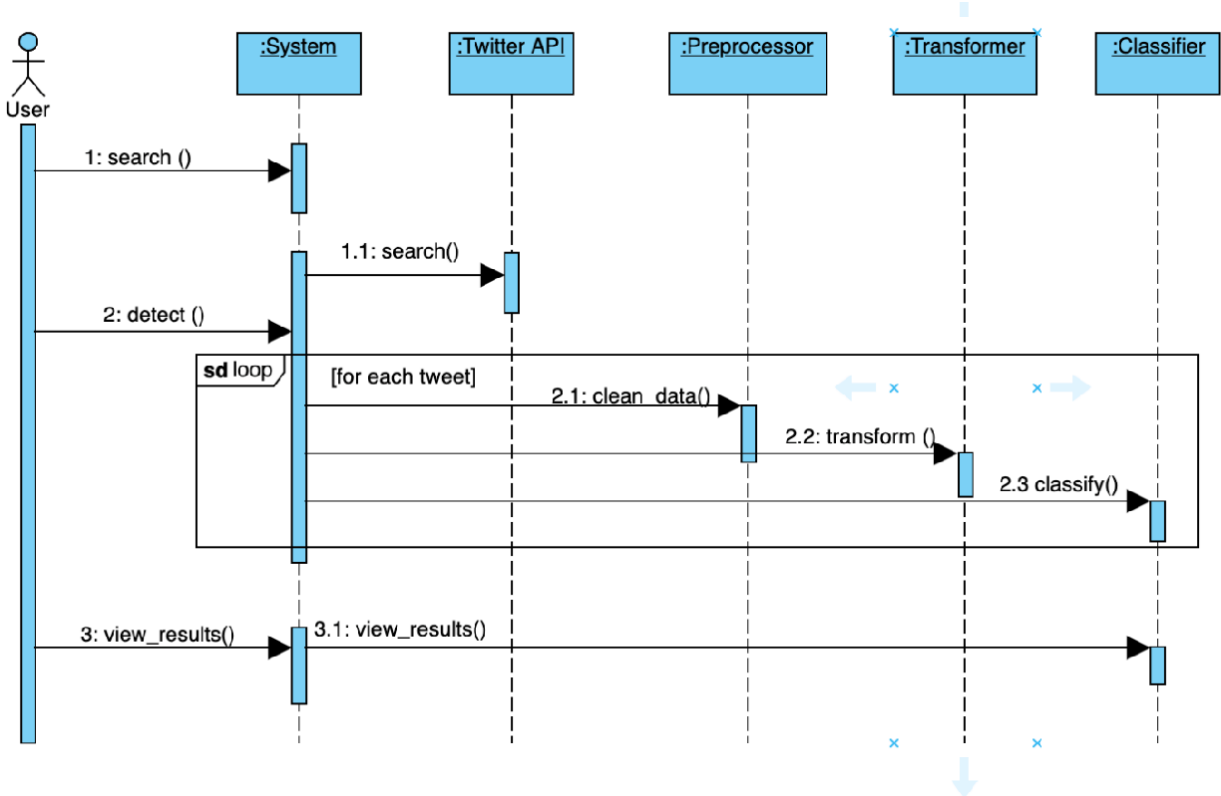 :System
:Twitter API
:Preprocessor
:Transformer
:Classifier
User
1: search ()
1.1: search()
2: detect ()
sd loop
[for each tweet]
2.1: clean_data()
2.2: transform ()
2.3 classify()
3: view_results()
3.1: view_results()